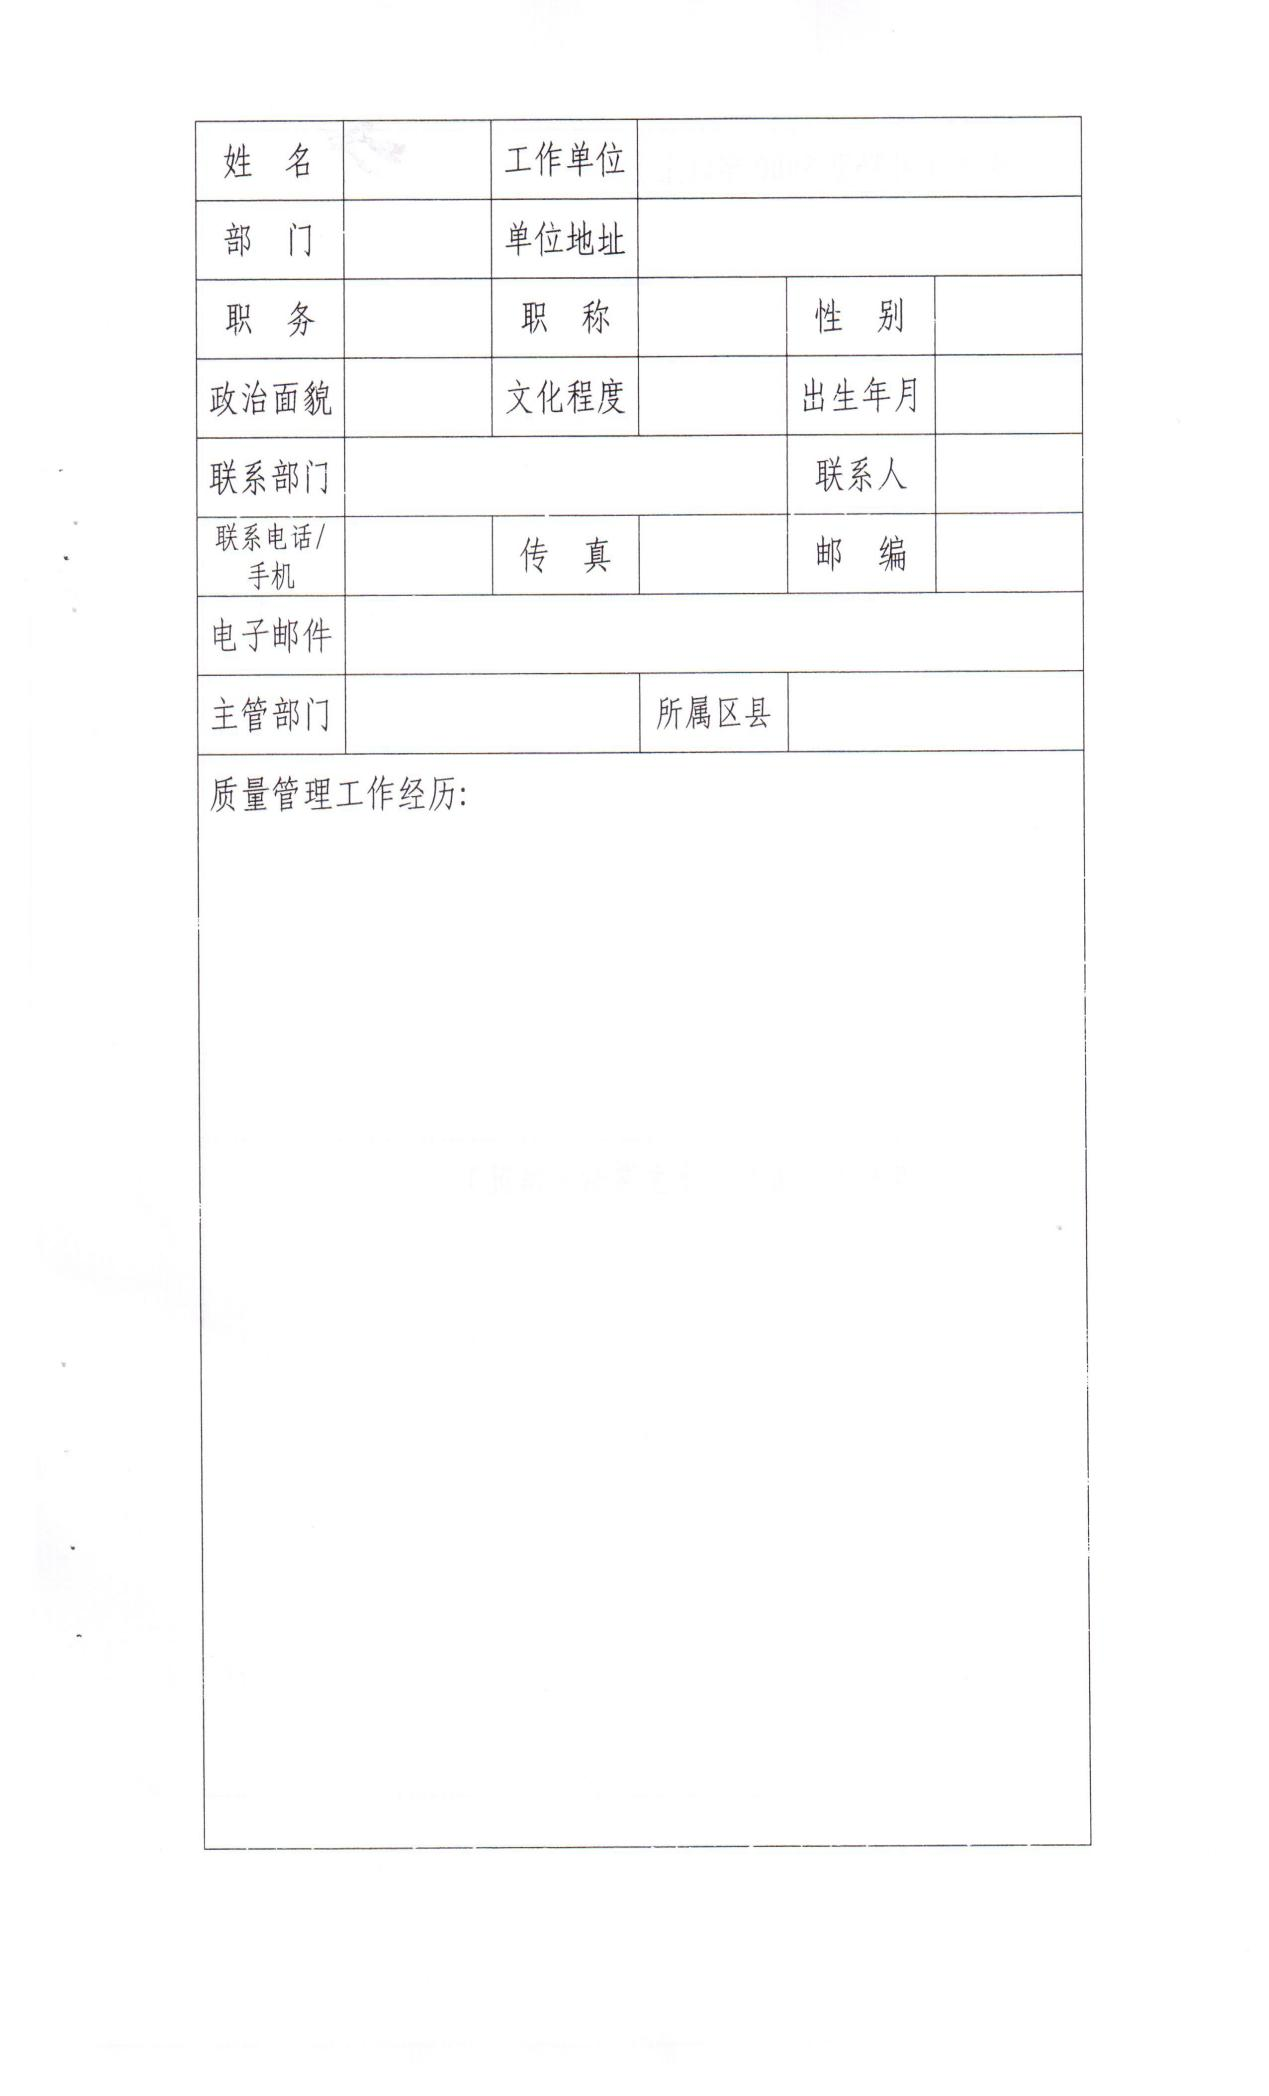 姓 名 工作单位
部 门 单位地址
职 务 职 称 性 别
政治面貌 文化程度 出生年月
联系部门 联系人
联系电话/
手机 传 真 邮 编
电子邮件
主管部门 所属区县
质量管理工作经历: